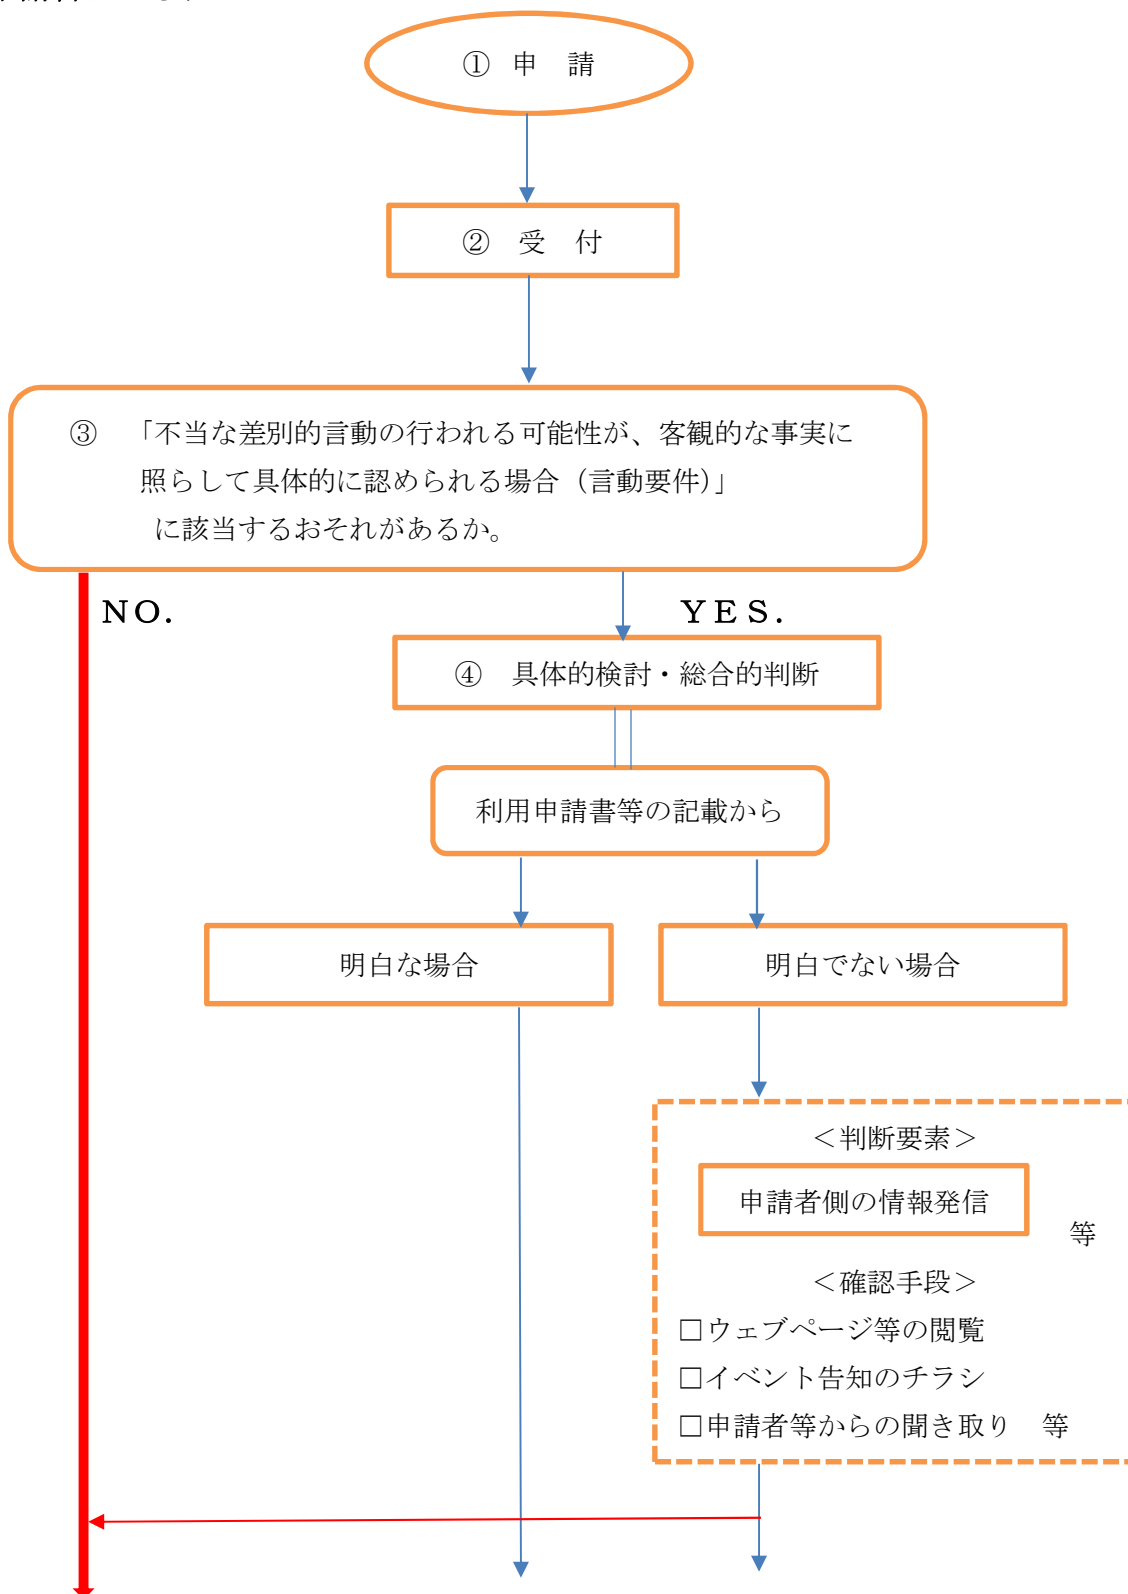 ① 申　請
② 受　付
③　「不当な差別的言動の行われる可能性が、客観的な事実に
照らして具体的に認められる場合（言動要件）」
に該当するおそれがあるか。
NO.
YES.
④　具体的検討・総合的判断
利用申請書等の記載から
明白な場合
明白でない場合
＜判断要素＞
申請者側の情報発信
等
＜確認手段＞
□ウェブページ等の閲覧
□イベント告知のチラシ
□申請者等からの聞き取り　等